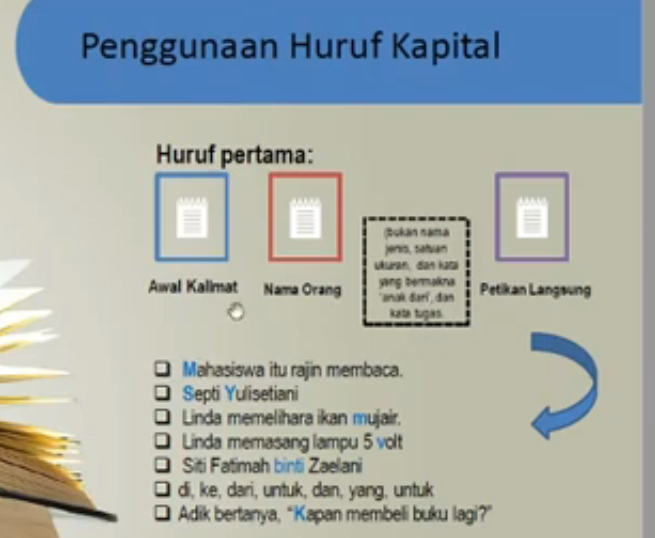 Penggunaan Huruf Kapital
Huruf pertama:
Awal Kalimat
Nama Orang
(bukan nama
jenis, satuan
ukuran, dan kata
yang bermakna
'anak dari', dan
kata tugas.
Petikan Langsung
Mahasiswa itu rajin membaca.
Septi Yulisetiani
Linda memelihara ikan mujair.
Linda memasang lampu 5 volt
Siti Fatimah binti Zaelani
di, ke, dari, untuk, dan, yang, untuk
Adik bertanya, “Kapan membeli buku lagi?”